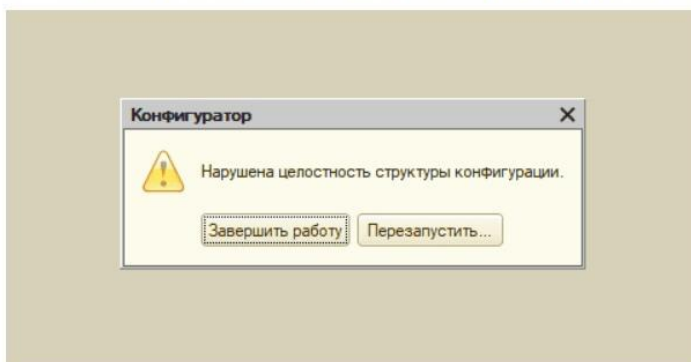 Конфигуратор
Нарушена целостность структуры конфигурации.
Завершить работу
Перезапустить...